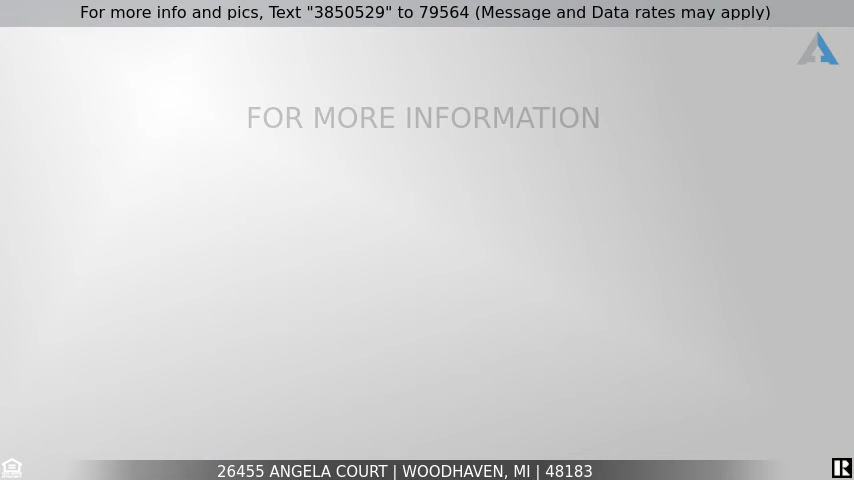 For more info and pics, Text "3850529" to 79564 (Message and Data rates may apply)
FOR MORE INFORMATION
26455 ANGELA COURT | WOODHAVEN, MI | 48183